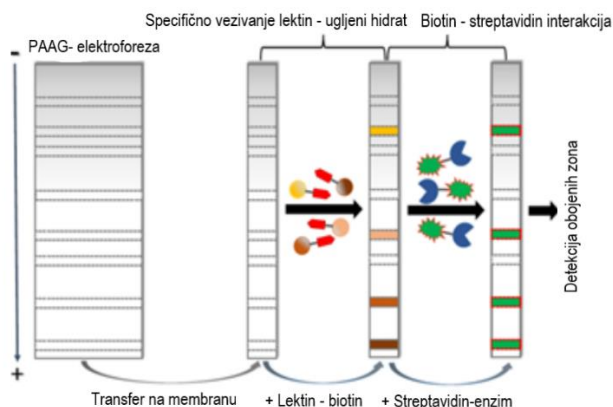 Specifično vezivanje lektin - ugljeni hidrat
Biotin - streptavidin interakcija
PAAG- elektroforeza
-
+
Detekcija obojenih zona
Transfer na membranu
+ Lektin - biotin
+ Streptavidin-enzim